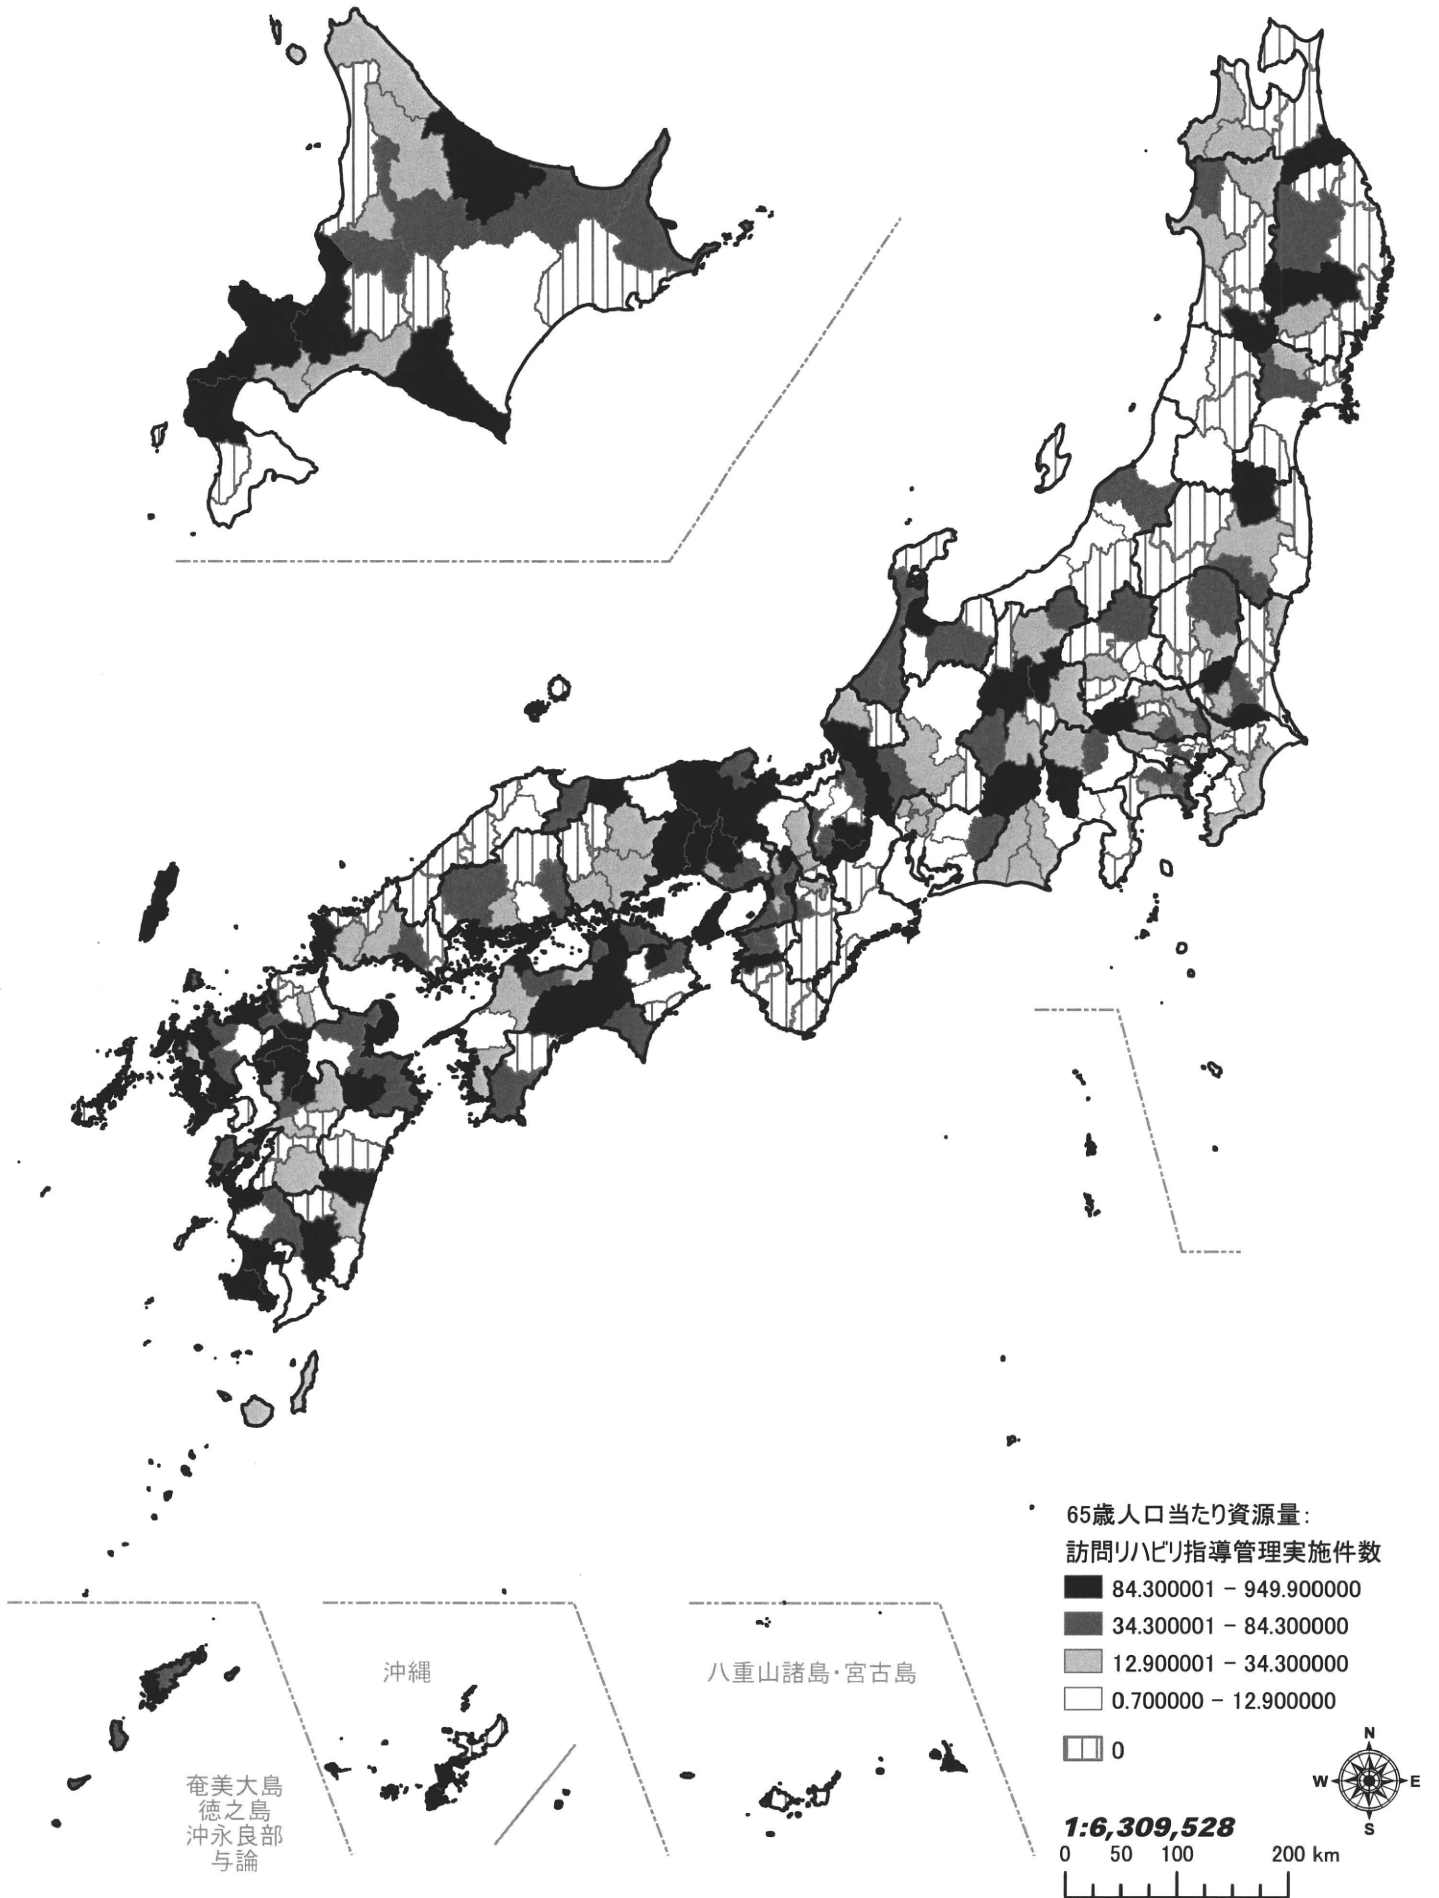 65歳人口当たり資源量:
訪問リハビリ指導管理実施件数
84.300001 - 949.900000
34.300001 - 84.300000
12.900001 - 34.300000
0.700000 - 12.900000
0
沖縄
八重山諸島・宮古島
奄美大島
徳之島
沖永良部
与論
N
W
E
S
1:6,309,528
0 50 100 200 km